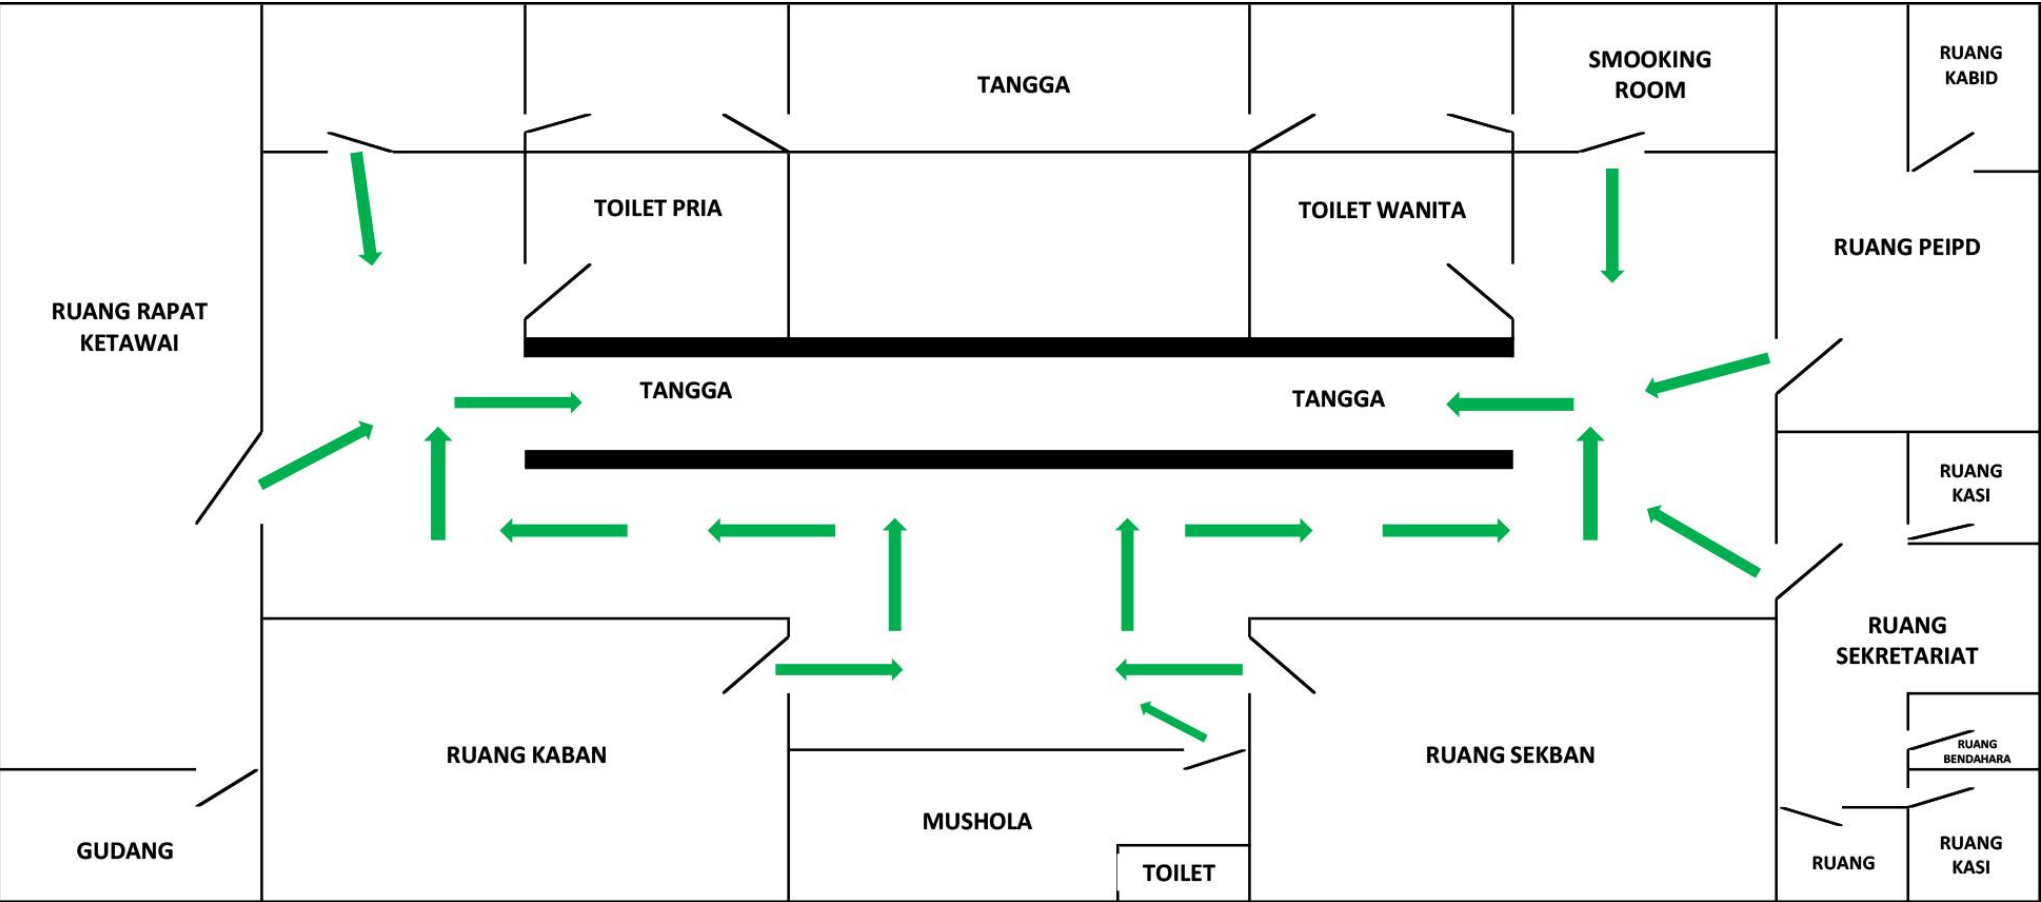 RUANG
KABID
SMOOKING
ROOM
TANGGA
TOILET PRIA
TOILET WANITA
RUANG PEIPD
RUANG RAPAT
KETAWAI
TANGGA
TANGGA
RUANG
KASI
RUANG
SEKRETARIAT
RUANG KABAN
RUANG SEKBAN
RUANG
BENDAHARA
MUSHOLA
GUDANG
TOILET
RUANG
RUANG
KASI